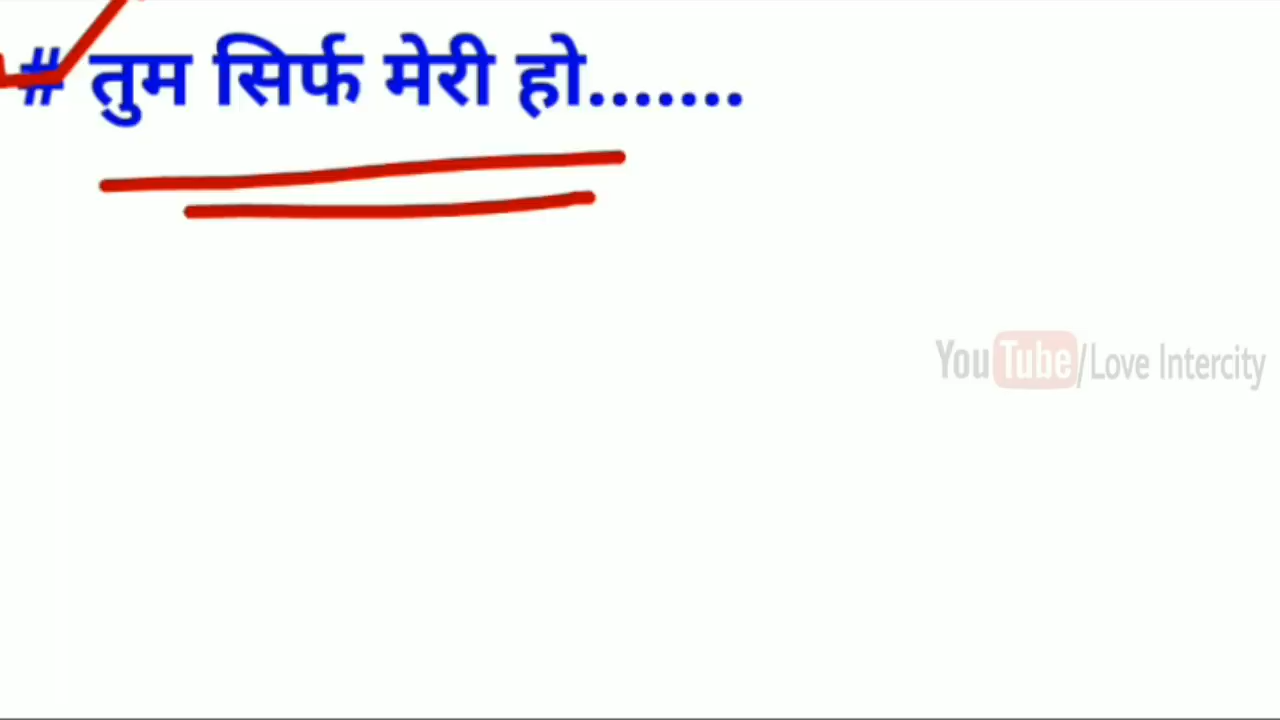 # तुम सिर्फ मेरी हो.......
YouTube/Love Intercity